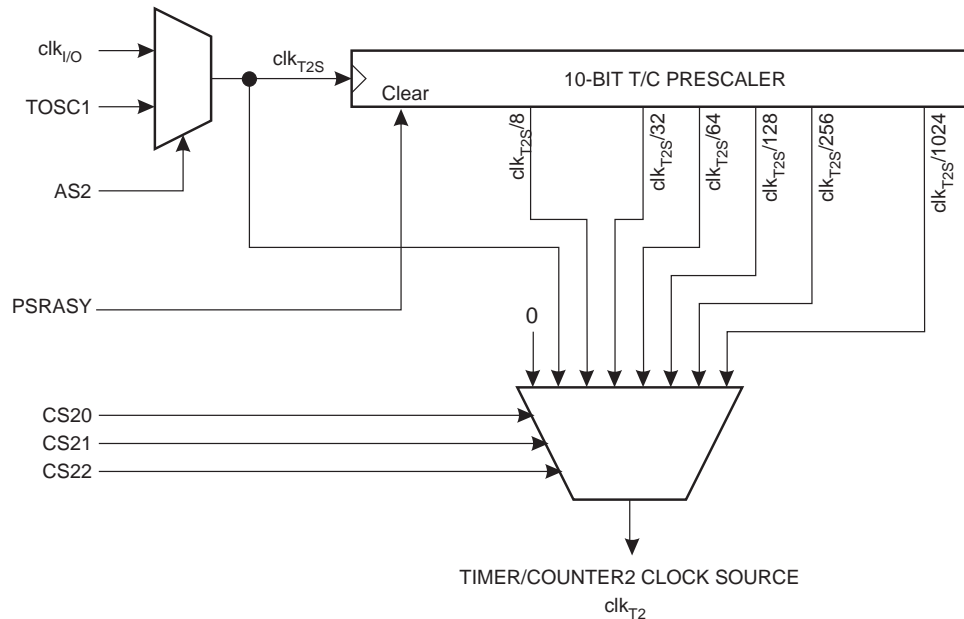 clkI/O
clkT2S
10-BIT T/C PRESCALER
TOSC1
Clear
clkT2S/8
clkT2S/32
clkT2S/64
clkT2S/128
clkT2S/256
clkT2S/1024
AS2
PSRASY
0
CS20
CS21
CS22
TIMER/COUNTER2 CLOCK SOURCE
clkT2